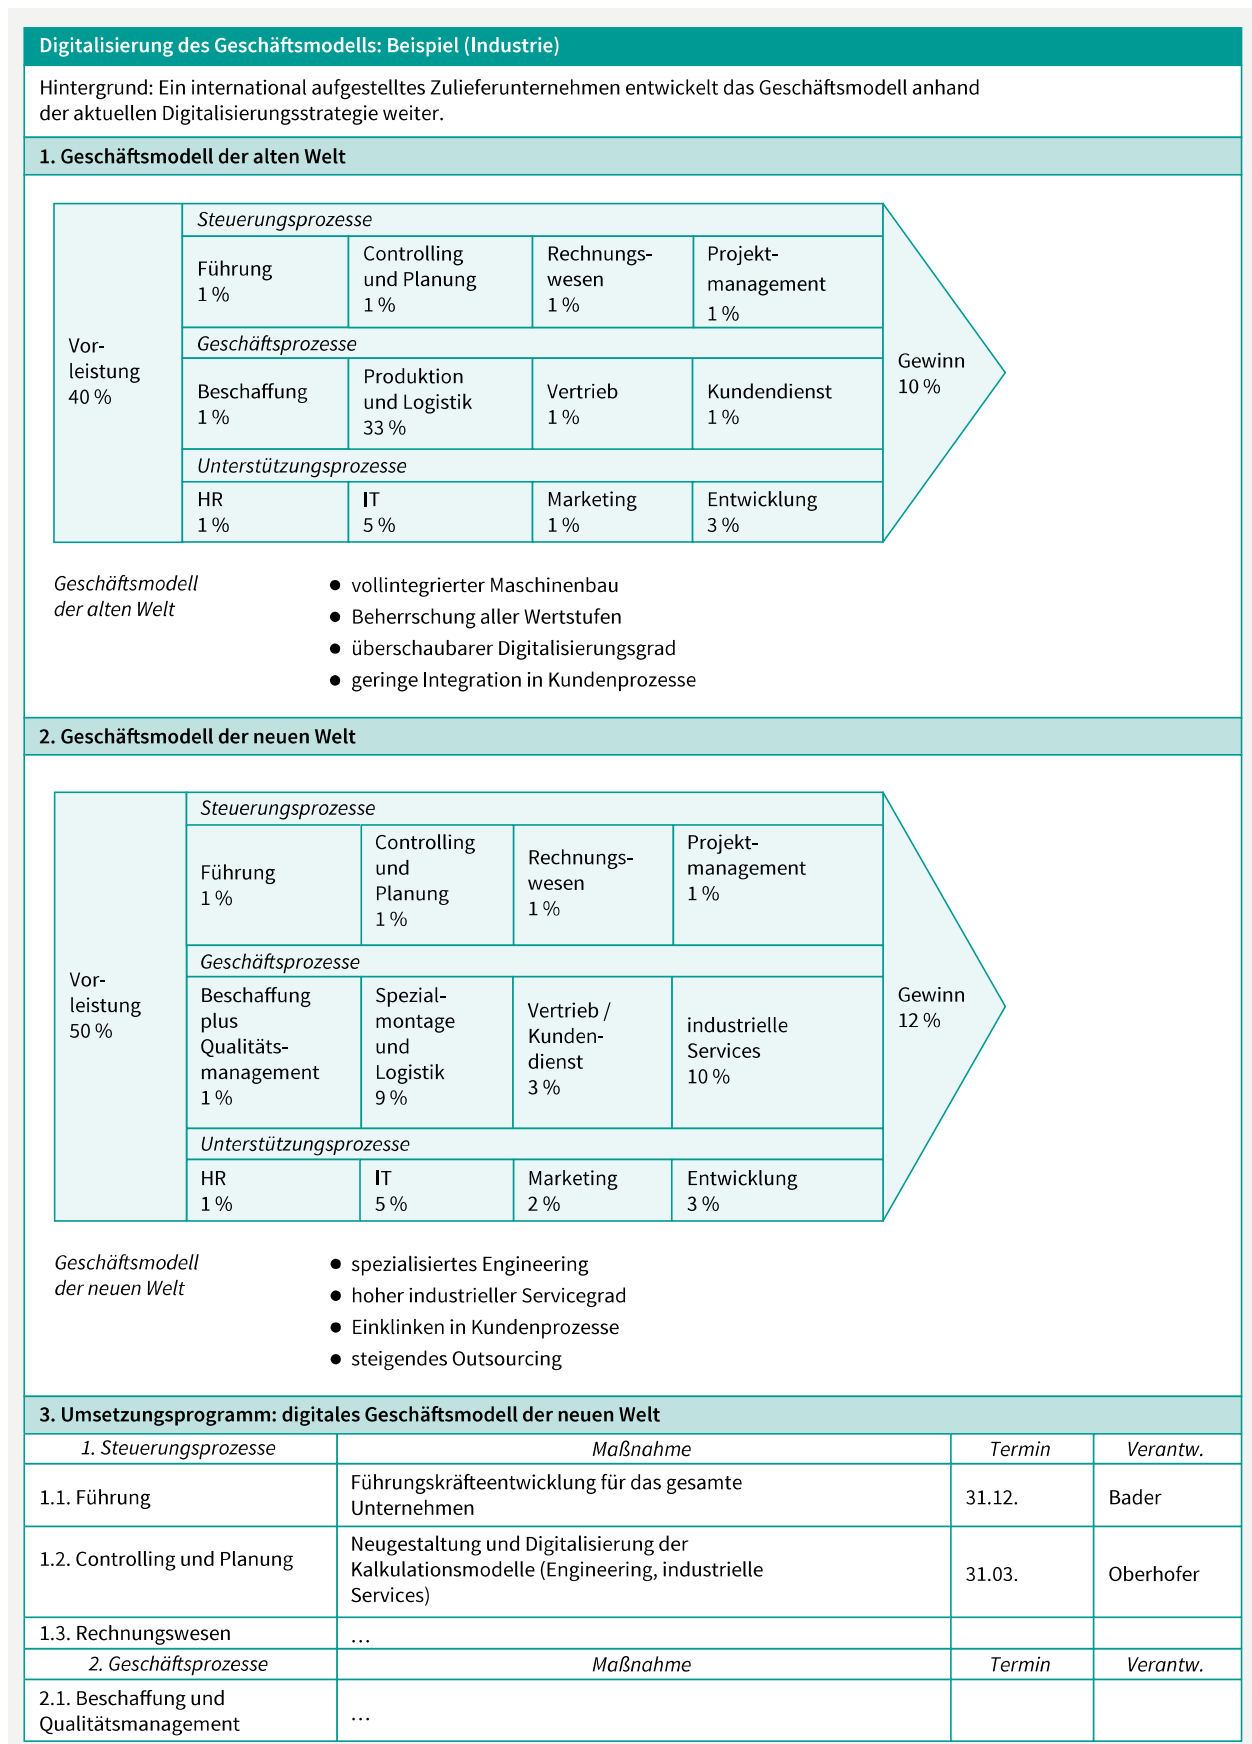 Digitalisierung des Geschäftsmodells: Beispiel (Industrie)
Hintergrund: Ein international aufgestelltes Zulieferunternehmen entwickelt das Geschäftsmodell anhand
der aktuellen Digitalisierungsstrategie weiter.
1. Geschäftsmodell der alten Welt
Vor-
leistung
40 %
Steuerungsprozesse
Führung
1 %
Controlling
und Planung
1 %
Rechnungs-
wesen
1 %
Projekt-
management
1 %
Geschäftsprozesse
Beschaffung
1 %
Produktion
und Logistik
33 %
Vertrieb
1 %
Kundendienst
1 %
Unterstützungsprozesse
HR
1 %
IT
5 %
Marketing
1 %
Entwicklung
3 %
Gewinn
10 %
Geschäftsmodell
der alten Welt
● vollintegrierter Maschinenbau
● Beherrschung aller Wertstufen
● überschaubarer Digitalisierungsgrad
● geringe Integration in Kundenprozesse
2. Geschäftsmodell der neuen Welt
Vor-
leistung
50 %
Steuerungsprozesse
Führung
1 %
Controlling
und
Planung
1 %
Rechnungs-
wesen
1 %
Projekt-
management
1 %
Geschäftsprozesse
Beschaffung
plus
Qualitäts-
management
1 %
Spezial-
montage
und
Logistik
9 %
Vertrieb /
Kunden-
dienst
3 %
industrielle
Services
10 %
Unterstützungsprozesse
HR
1 %
IT
5 %
Marketing
2 %
Entwicklung
3 %
Gewinn
12 %
Geschäftsmodell
der neuen Welt
● spezialisiertes Engineering
● hoher industrieller Servicegrad
● Einklinken in Kundenprozesse
● steigendes Outsourcing
3. Umsetzungsprogramm: digitales Geschäftsmodell der neuen Welt
1. Steuerungsprozesse Maßnahme Termin Verantw.
1.1. Führung
Führungskräfteentwicklung für das gesamte
Unternehmen
31.12.
Bader
1.2. Controlling und Planung
Neugestaltung und Digitalisierung der
Kalkulationsmodelle (Engineering, industrielle
Services)
31.03.
Oberhofer
1.3. Rechnungswesen …
2. Geschäftsprozesse Maßnahme Termin Verantw.
2.1. Beschaffung und
Qualitätsmanagement
…